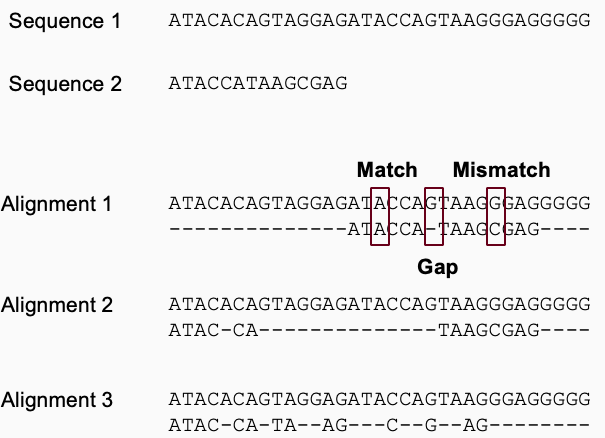 Sequence 1 ATACACAGTAGGAGATACCAGTAAGGGAGGGGG
Sequence 2 ATACCATAAGCGAG
Match Mismatch
Alignment 1 ATACACAGTAGGAGATACCAGTAAGGGAGGGGG
--------------ATACCA-TAAGCGAG----
Gap
Alignment 2 ATACACAGTAGGAGATACCAGTAAGGGAGGGGG
ATAC-CA--------------TAAGCGAG----
Alignment 3 ATACACAGTAGGAGATACCAGTAAGGGAGGGGG
ATAC-CA-TA--AG---C--G--AG--------